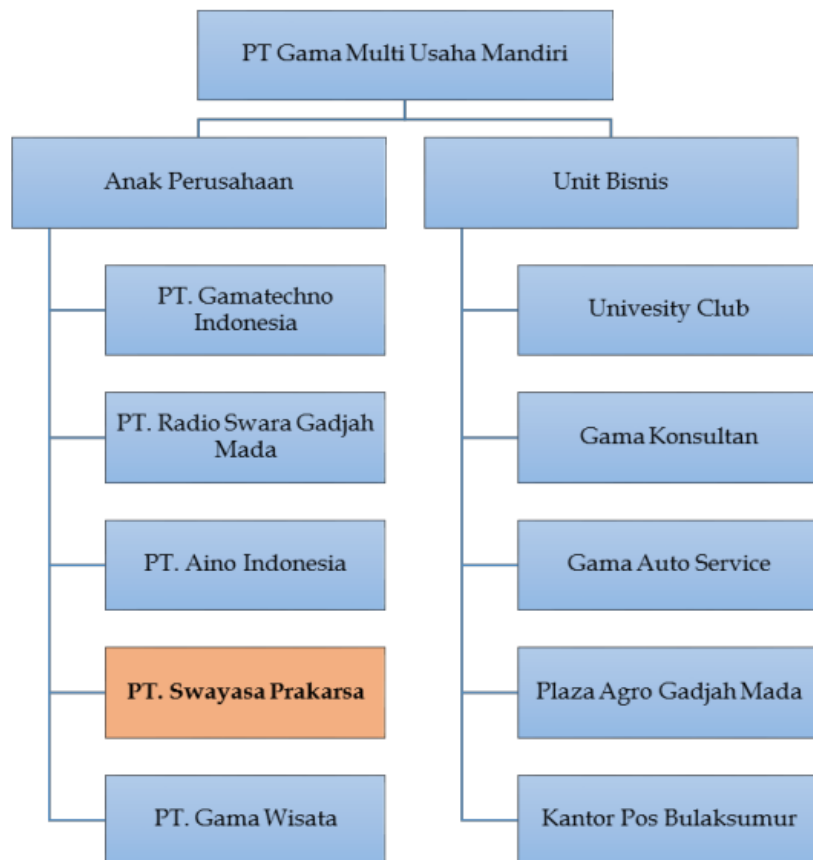 PT Gama Multi Usaha Mandiri
Anak Perusahaan
Unit Bisnis
PT. Gamatechno
Indonesia
PT. Radio Swara Gadjah
Mada
PT. Aino Indonesia
PT. Swayasa Prakarsa
PT. Gama Wisata
Univesity Club
Gama Konsultan
Gama Auto Service
Plaza Agro Gadjah Mada
Kantor Pos Bulaksumur